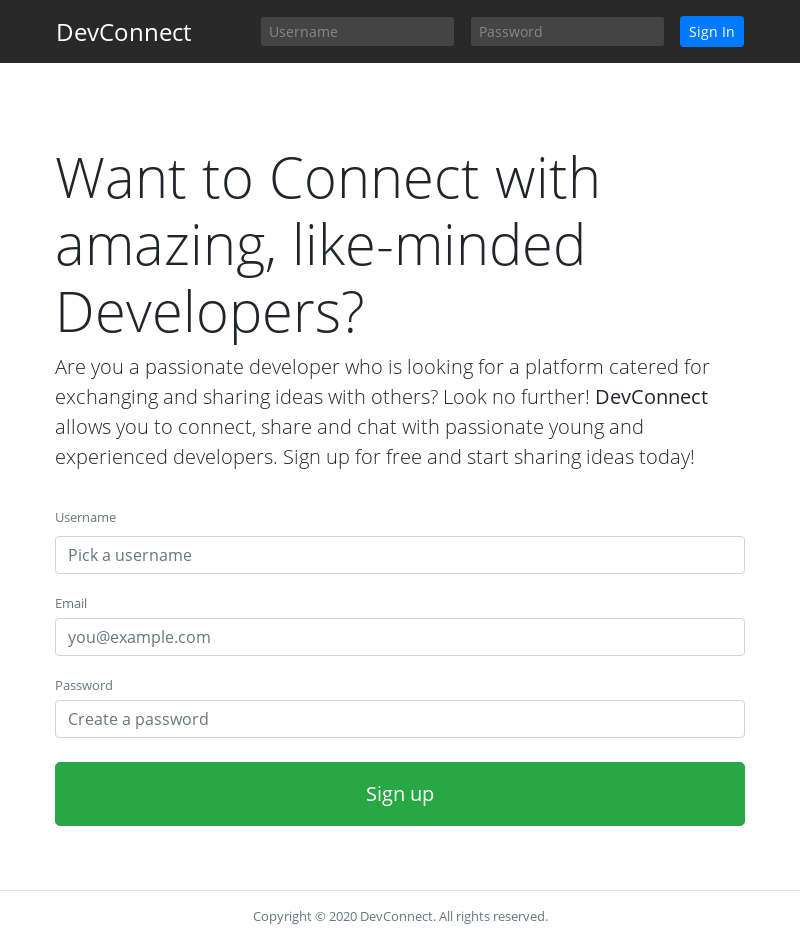 DevConnect Username Password Sign In
Want to Connect with
amazing, like-minded
Developers?
Are you a passionate developer who is looking for a platform catered for
exchanging and sharing ideas with others? Look no further! DevConnect
allows you to connect, share and chat with passionate young and
experienced developers. Sign up for free and start sharing ideas today!
Username
Pick a username
Email
you@example.com
Password
Create a password
Sign up
Copyright © 2020 DevConnect. All rights reserved.